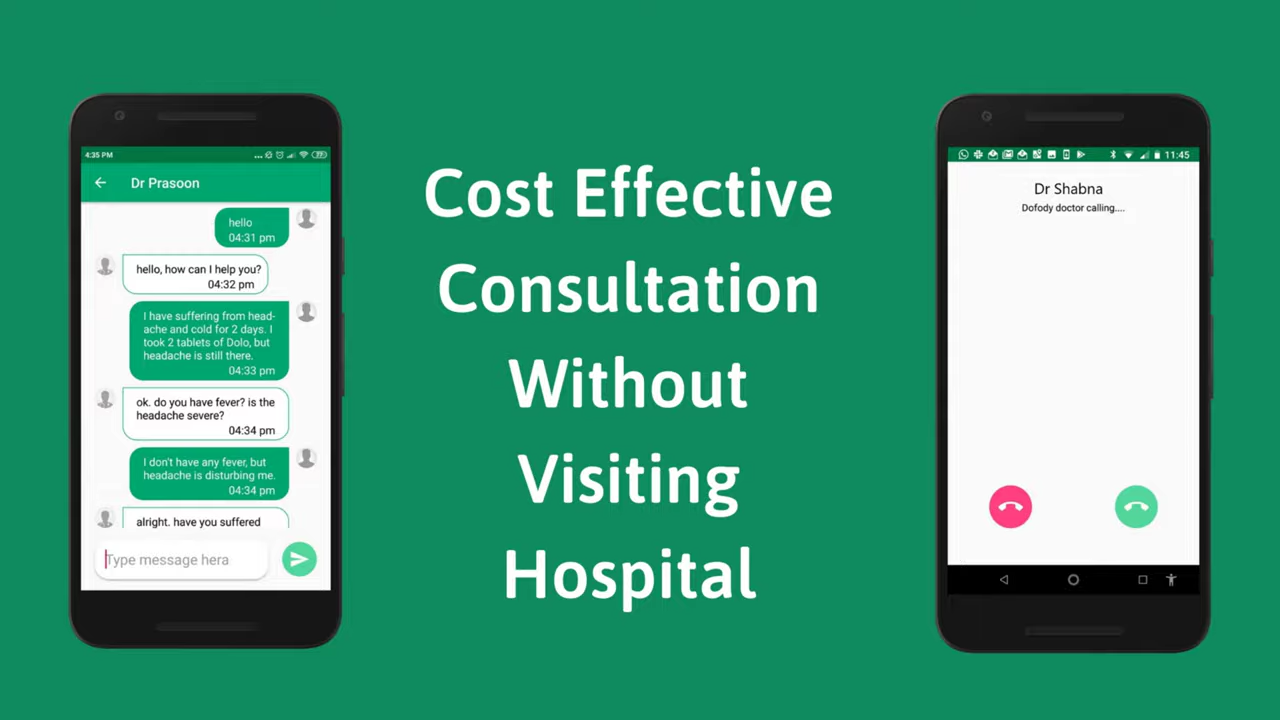 4:35 PM
Dr Prasoon
hello
04:31 pm
hello, how can I help you?
04:32 pm
I have suffering from head-
ache and cold for 2 days. I
took 2 tablets of Dolo, but
headache is still there.
04:33 pm
ok. do you have fever? is the
headache severe?
04:34 pm
I don't have any fever, but
headache is disturbing me.
04:34 pm
alright. have you suffered
Type message hera
Cost Effective
Consultation
Without
Visiting
Hospital
11:45
Dr Shabna
Dofody doctor calling....